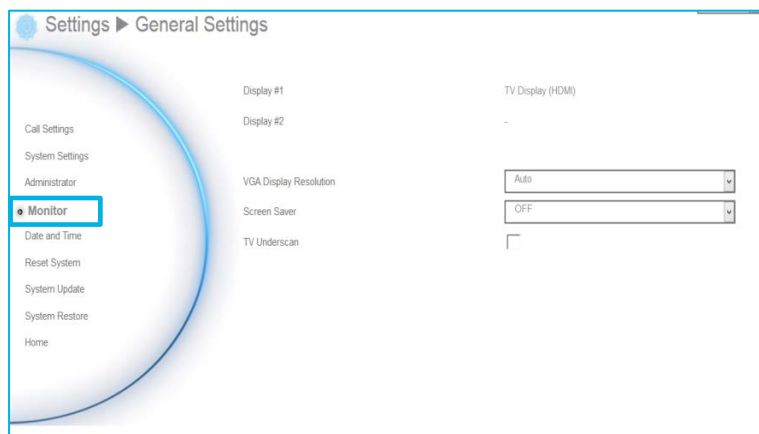 Settings ▶ General Settings
Display #1 TV Display (HDMI)
Display #2 -
Call Settings
System Settings
Administrator
Monitor
Date and Time
Reset System
System Update
System Restore
Home
VGA Display Resolution Auto
Screen Saver OFF
TV Underscan